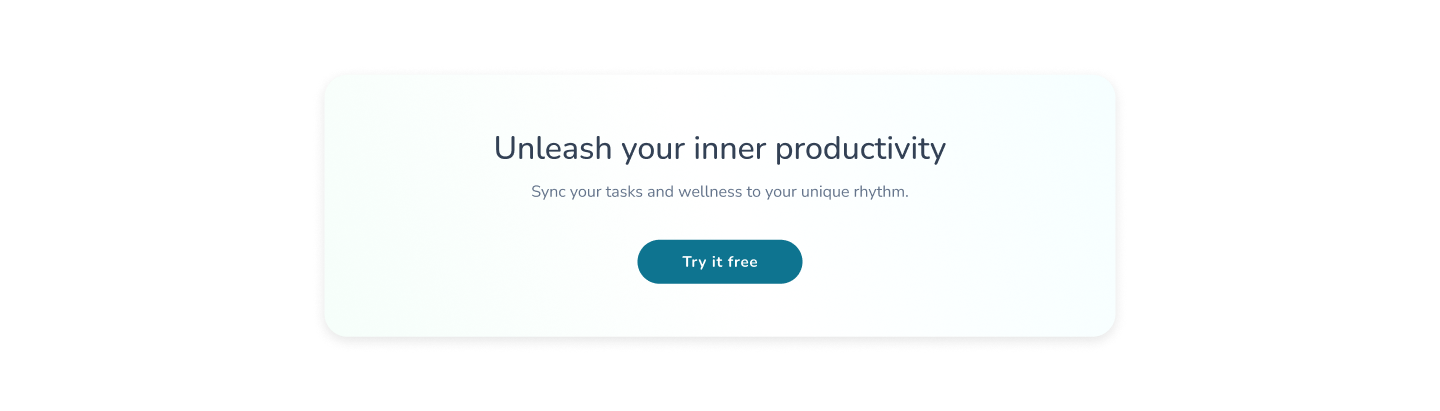 Unleash your inner productivity
Sync your tasks and wellness to your unique rhythm.
Try it free